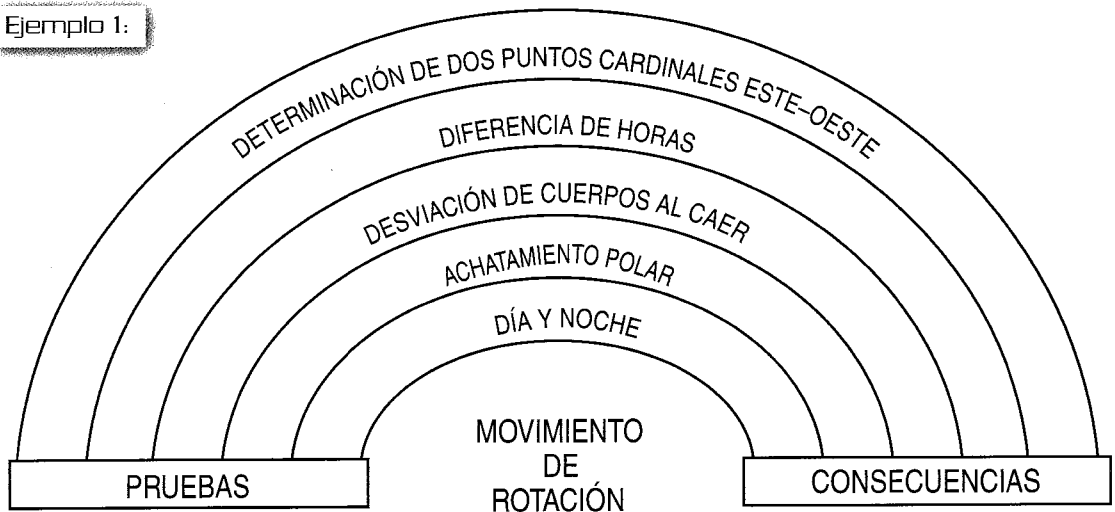 Ejemplo 1:
DETERMINACIÓN DE DOS PUNTOS CARDINALES ESTE–OESTE
DIFERENCIA DE HORAS
DESVIACIÓN DE CUERPOS AL CAER
ACHATAMIENTO POLAR
DÍA Y NOCHE
MOVIMIENTO
DE
ROTACIÓN
PRUEBAS
CONSECUENCIAS